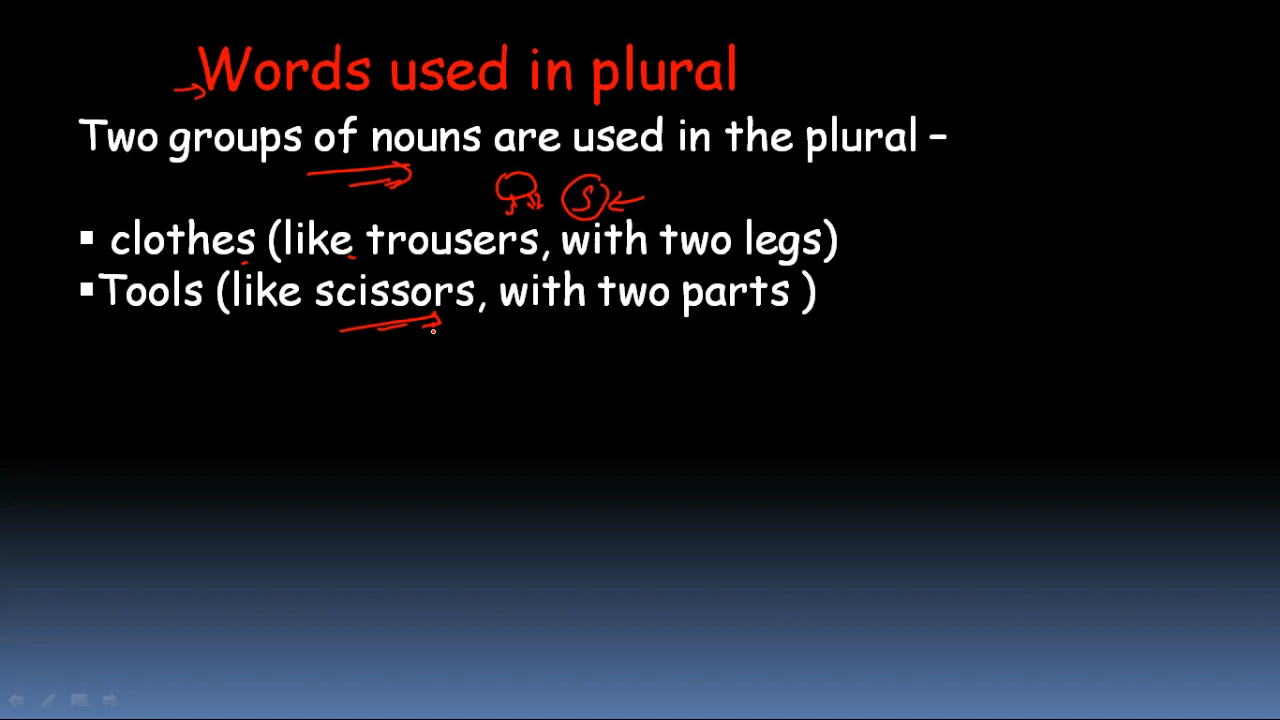 Words used in plural
Two groups of nouns are used in the plural –
S
▪ clothes (like trousers, with two legs)
▪Tools (like scissors, with two parts )